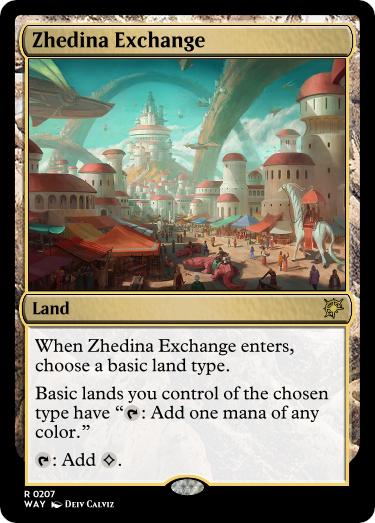 Zhedina Exchange
Land
When Zhedina Exchange enters,
choose a basic land type.
Basic lands you control of the chosen
type have “: Add one mana of any
color.”
: Add .
R 0207
WAY Deiv Calviz